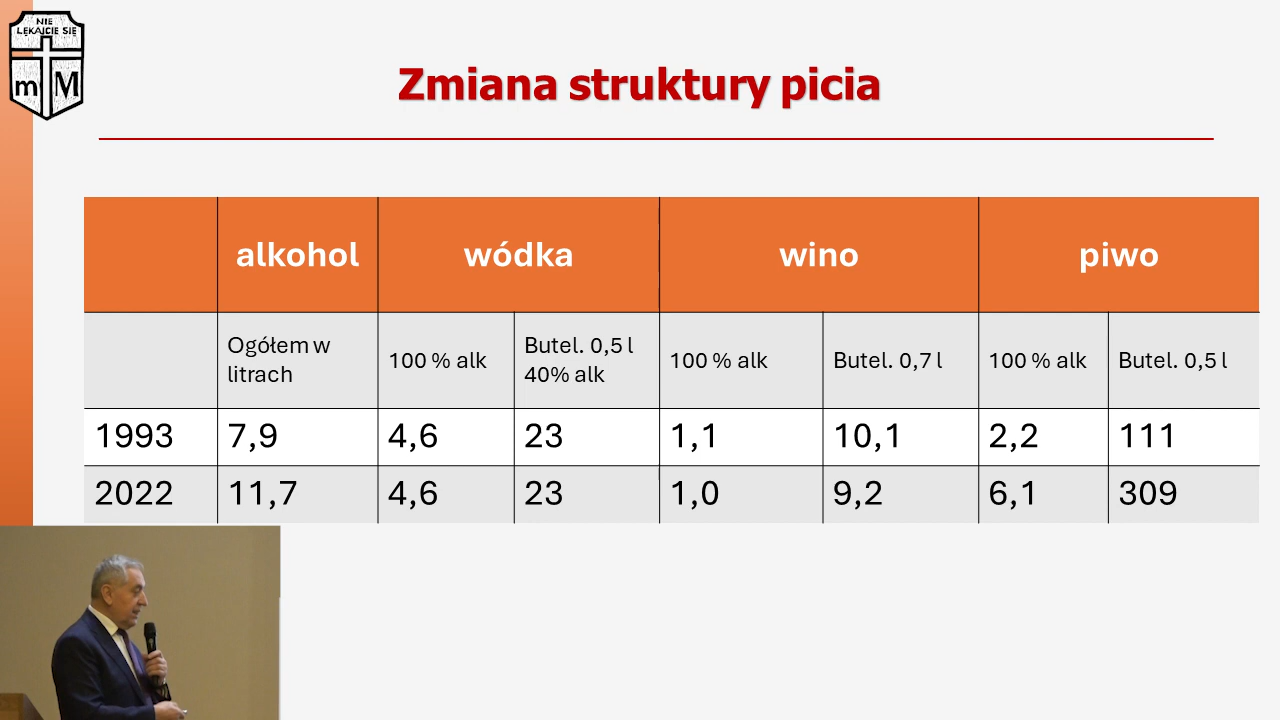 NIE
LĘKAJCIE SIĘ
m M
Zmiana struktury picia
alkohol wódka wino piwo
Ogółem w litrach 100 % alk Butel. 0,5 l 40% alk 100 % alk Butel. 0,7 l 100 % alk Butel. 0,5 l
1993 7,9 4,6 23 1,1 10,1 2,2 111
2022 11,7 4,6 23 1,0 9,2 6,1 309